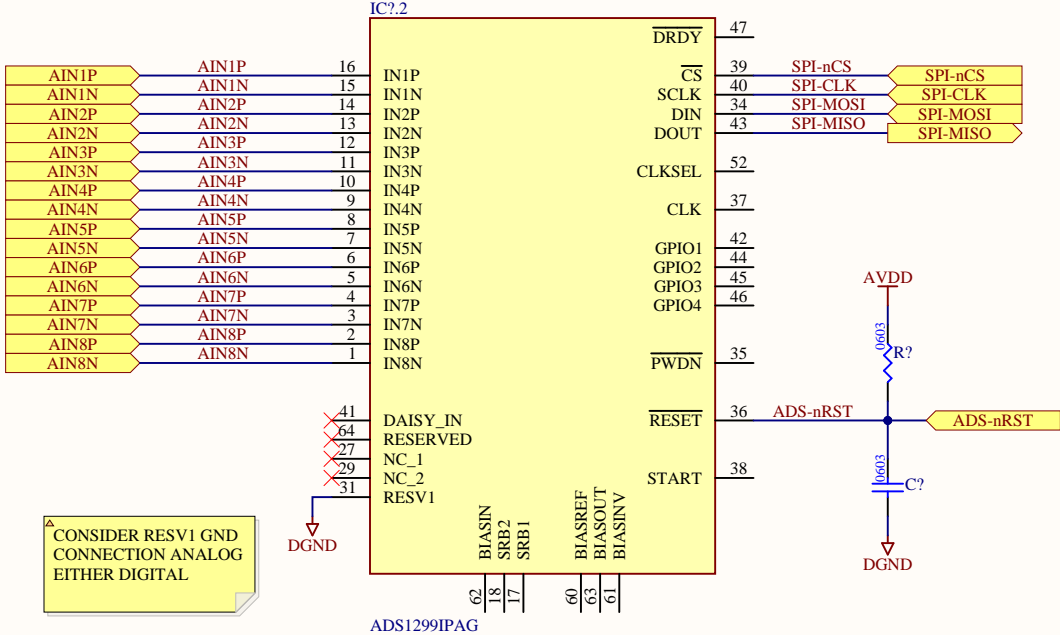 IC?.2
DRDY 47
AIN1P AIN1P 16 IN1P CS 39 SPI-nCS SPI-nCS
AIN1N AIN1N 15 IN1N SCLK 40 SPI-CLK SPI-CLK
AIN2P AIN2P 14 IN2P DIN 34 SPI-MOSI SPI-MOSI
AIN2N AIN2N 13 IN2N DOUT 43 SPI-MISO SPI-MISO
AIN3P AIN3P 12 IN3P
AIN3N AIN3N 11 IN3N CLKSEL 52
AIN4P AIN4P 10 IN4P
AIN4N AIN4N 9 IN4N CLK 37
AIN5P AIN5P 8 IN5P
AIN5N AIN5N 7 IN5N GPIO1 42
AIN6P AIN6P 6 IN6P GPIO2 44
AIN6N AIN6N 5 IN6N GPIO3 45
AIN7P AIN7P 4 IN7P GPIO4 46
AIN7N AIN7N 3 IN7N
AIN8P AIN8P 2 IN8P
AIN8N AIN8N 1 IN8N PWDN 35
AVDD
0603
R?
41 DAISY_IN RESET 36 ADS-nRST ADS-nRST
64 RESERVED
27 NC_1
29 NC_2 START 38
31 RESV1
0603
C?
DGND
DGND
CONSIDER RESV1 GND
CONNECTION ANALOG
EITHER DIGITAL
BIASIN SRB2 SRB1 BIASREF BIASOUT BIASINV
62 18 17 60 63 61
ADS1299IPAG